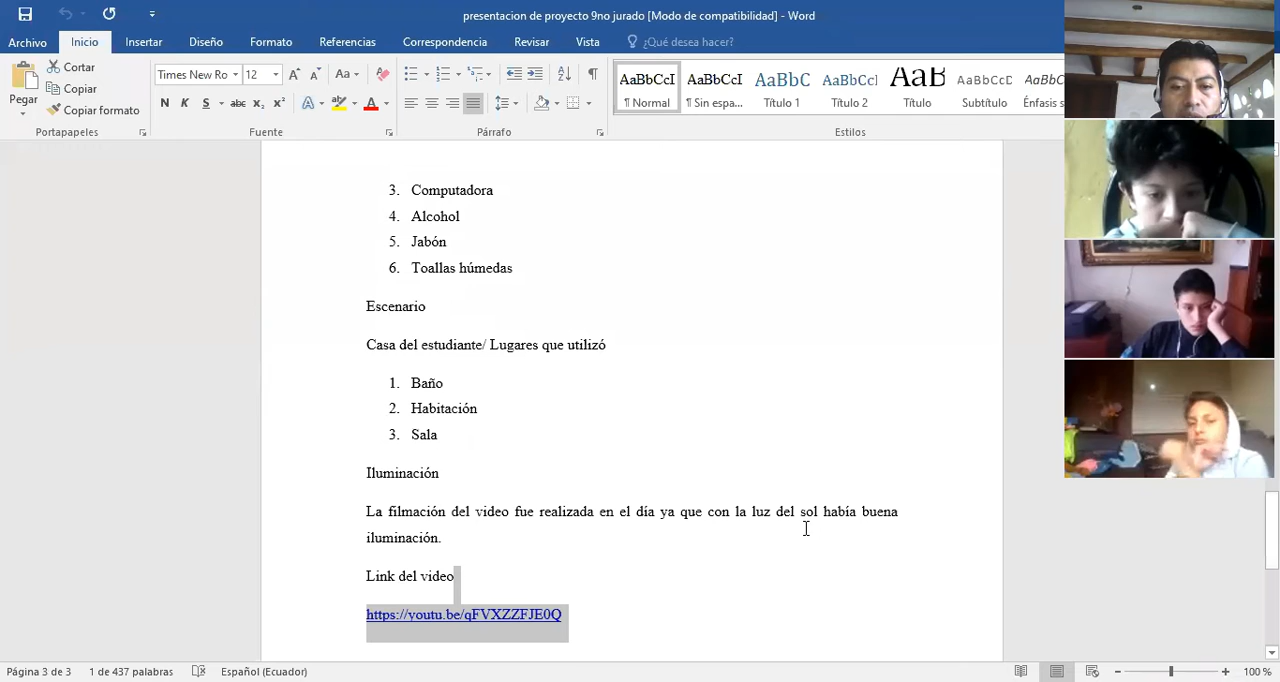 presentacion de proyecto 9no jurado [Modo de compatibilidad] - Word
Archivo Inicio Insertar Diseño Formato Referencias Correspondencia Revisar Vista ¿Qué desea hacer?
Pegar
Cortar
Copiar
Copiar formato
Portapapeles
Times New Ro 12
N K S abc x₂ x²
Fuente
Párrafo
AaBbCcI AaBbCcI AaBbC AaBbCcI AaB AaBbCcI AaBbC
¶ Normal ¶ Sin espa... Título 1 Título 2 Título Subtítulo Énfasis s
Estilos
3. Computadora
4. Alcohol
5. Jabón
6. Toallas húmedas
Escenario
Casa del estudiante/ Lugares que utilizó
1. Baño
2. Habitación
3. Sala
Iluminación
La filmación del video fue realizada en el día ya que con la luz del sol había buena
iluminación.
Link del video
https://youtu.be/qFVXZZFJE0Q
Página 3 de 3 1 de 437 palabras Español (Ecuador) 100 %